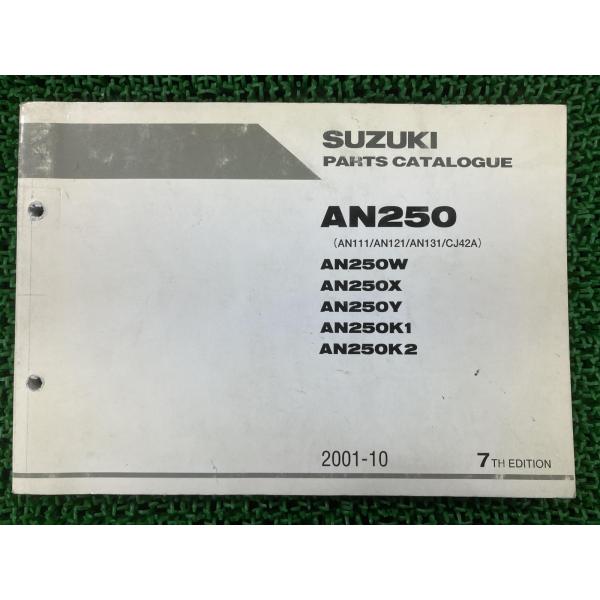 SUZUKI
PARTS CATALOGUE
AN250
(AN111/AN121/AN131/CJ42A)
AN250W
AN250X
AN250Y
AN250K1
AN250K2
2001-10 7TH EDITION